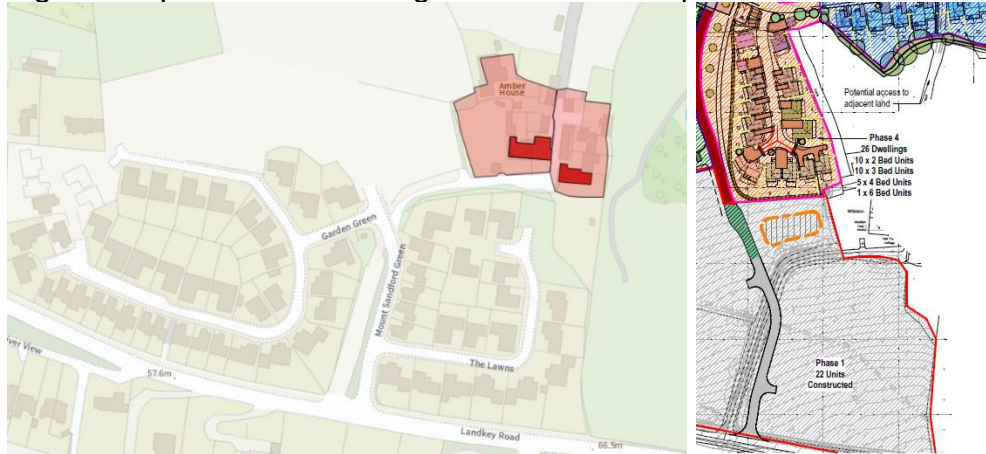 Amber
House
Garden Green
Mount Sandford Green
The Lawns
57.6m
Landkey Road
66.5m
Potential access to
adjacent land
Phase 4
26 Dwellings
10 x 2 Bed Units
10 x 3 Bed Units
5 x 4 Bed Units
1 x 6 Bed Units
Phase 1
22 Units
Constructed